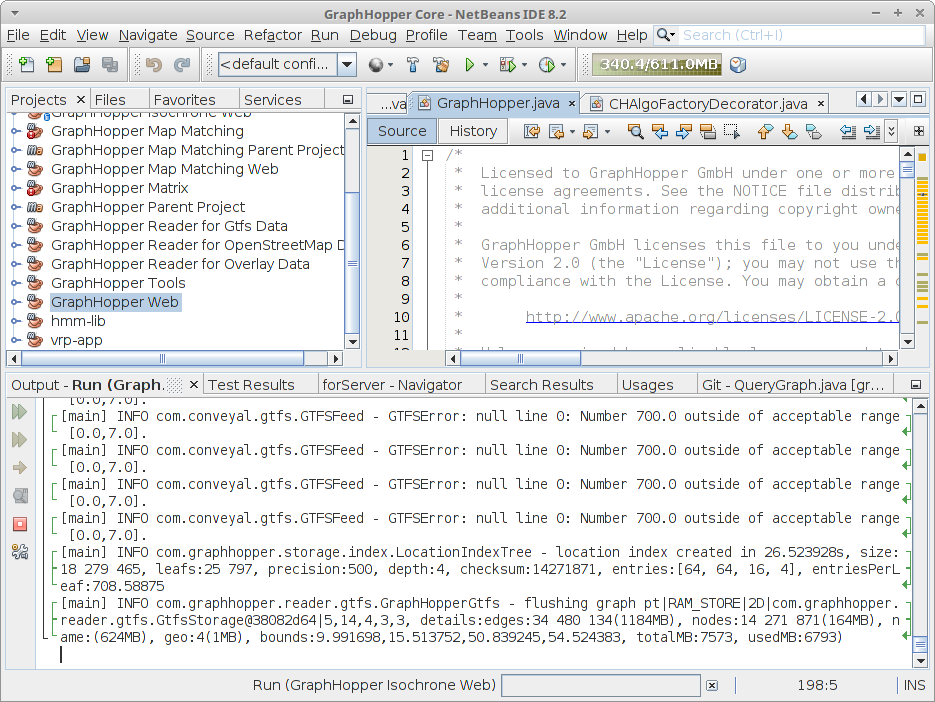 GraphHopper Core - NetBeans IDE 8.2
File Edit View Navigate Source Refactor Run Debug Profile Team Tools Window Help Search (Ctrl+I)
<default confi... 340.4/611.0MB
Projects Files Favorites Services
...va GraphHopper.java CHAlgoFactoryDecorator.java
Source History
GraphHopper Isochrone Web
GraphHopper Map Matching
GraphHopper Map Matching Parent Project
GraphHopper Map Matching Web
GraphHopper Matrix
GraphHopper Parent Project
GraphHopper Reader for Gtfs Data
GraphHopper Reader for OpenStreetMap D
GraphHopper Reader for Overlay Data
GraphHopper Tools
GraphHopper Web
hmm-lib
vrp-app
1 /*
2 * Licensed to GraphHopper GmbH under one or more
3 * license agreements. See the NOTICE file distrib
4 * additional information regarding copyright owne
5 *
6 * GraphHopper GmbH licenses this file to you unde
7 * Version 2.0 (the "License"); you may not use th
8 * compliance with the License. You may obtain a c
9 *
10 * http://www.apache.org/licenses/LICENSE-2.0
11 *
Output - Run (Graph. Test Results forServer - Navigator Search Results Usages Git - QueryGraph.java [gr...
[0.0,7.0].
[main] INFO com.conveyal.gtfs.GTFSFeed - GTFSError: null line 0: Number 700.0 outside of acceptable range
[0.0,7.0].
[main] INFO com.conveyal.gtfs.GTFSFeed - GTFSError: null line 0: Number 700.0 outside of acceptable range
[0.0,7.0].
[main] INFO com.conveyal.gtfs.GTFSFeed - GTFSError: null line 0: Number 700.0 outside of acceptable range
[0.0,7.0].
[main] INFO com.conveyal.gtfs.GTFSFeed - GTFSError: null line 0: Number 700.0 outside of acceptable range
[0.0,7.0].
[main] INFO com.graphhopper.storage.index.LocationIndexTree - location index created in 26.523928s, size:
18 279 465, leafs:25 797, precision:500, depth:4, checksum:14271871, entries:[64, 64, 16, 4], entriesPerL
eaf:708.58875
[main] INFO com.graphhopper.reader.gtfs.GraphHopperGtfs - flushing graph pt|RAM_STORE|2D|com.graphhopper.
reader.gtfs.GtfsStorage@38082d64|5,14,4,3,3, details:edges:34 480 134(1184MB), nodes:14 271 871(164MB), n
ame:(624MB), geo:4(1MB), bounds:9.991698,15.513752,50.839245,54.524383, totalMB:7573, usedMB:6793)
Run (GraphHopper Isochrone Web) 198:5 INS